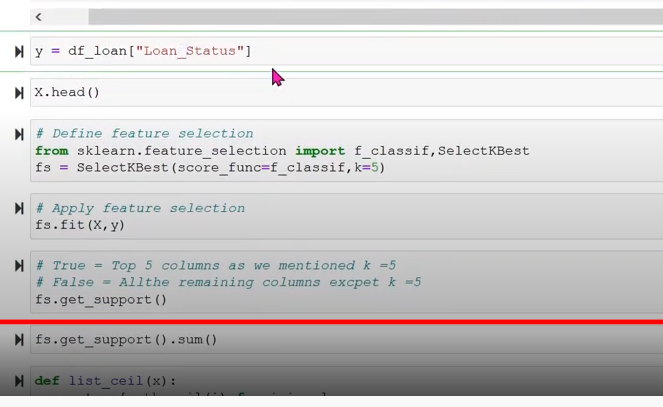 y = df_loan["Loan_Status"]
X.head()
# Define feature selection
from sklearn.feature_selection import f_classif,SelectKBest
fs = SelectKBest(score_func=f_classif,k=5)
# Apply feature selection
fs.fit(X,y)
# True = Top 5 columns as we mentioned k =5
# False = Allthe remaining columns excpet k =5
fs.get_support()
fs.get_support().sum()
def list_ceil(x):